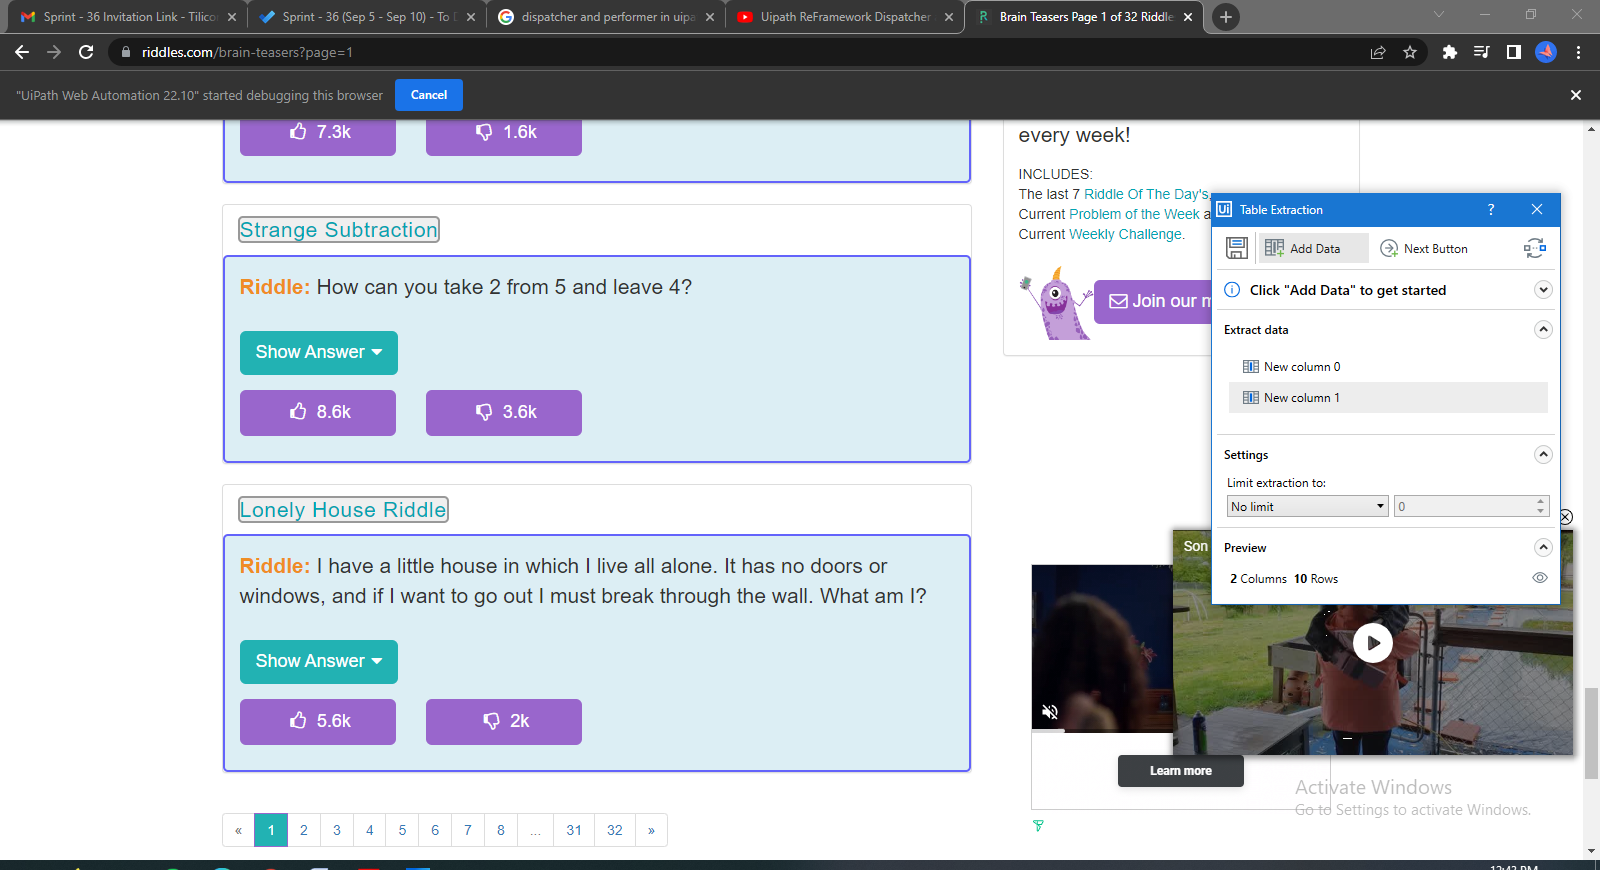 Sprint - 36 Invitation Link - Tilicon
Sprint - 36 (Sep 5 - Sep 10) - To D
dispatcher and performer in uipa
Uipath ReFramework Dispatcher
Brain Teasers Page 1 of 32 Riddle
riddles.com/brain-teasers?page=1
"UiPath Web Automation 22.10" started debugging this browser
Cancel
7.3k
1.6k
every week!
INCLUDES:
The last 7 Riddle Of The Day's,
Current Problem of the Week a
Current Weekly Challenge.
Join our m
Strange Subtraction
Riddle: How can you take 2 from 5 and leave 4?
Show Answer
8.6k
3.6k
Lonely House Riddle
Riddle: I have a little house in which I live all alone. It has no doors or
windows, and if I want to go out I must break through the wall. What am I?
Show Answer
5.6k
2k
« 1 2 3 4 5 6 7 8 ... 31 32 »
Ui Table Extraction
?
Add Data
Next Button
Click "Add Data" to get started
Extract data
New column 0
New column 1
Settings
Limit extraction to:
No limit
0
Preview
2 Columns 10 Rows
Son
Learn more
Activate Windows
Go to Settings to activate Windows.
12:43 PM